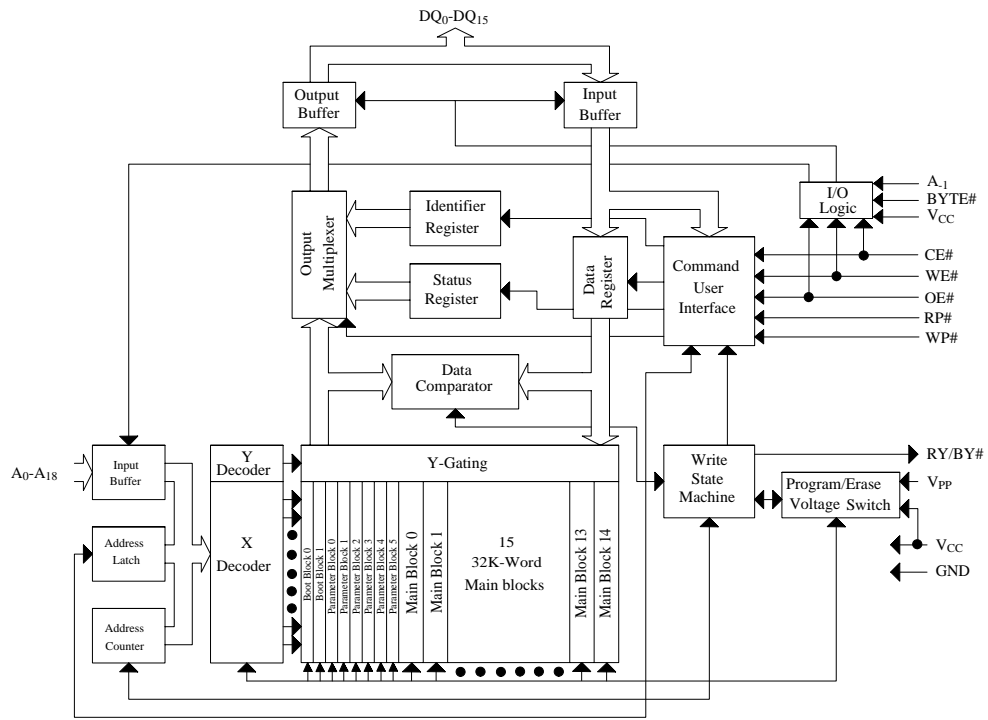 DQ0-DQ15
Output
Buffer
Input
Buffer
I/O
Logic
A-1
BYTE#
VCC
Output
Multiplexer
Identifier
Register
Status
Register
Data
Register
Command
User
Interface
CE#
WE#
OE#
RP#
WP#
Data
Comparator
A0-A18
Input
Buffer
Y
Decoder
Y-Gating
Write
State
Machine
RY/BY#
Program/Erase
Voltage Switch
VPP
VCC
GND
Address
Latch
X
Decoder
Address
Counter
Boot Block 0
Boot Block 1
Parameter Block 0
Parameter Block 1
Parameter Block 2
Parameter Block 3
Parameter Block 4
Parameter Block 5
Main Block 0
Main Block 1
15
32K-Word
Main blocks
Main Block 13
Main Block 14